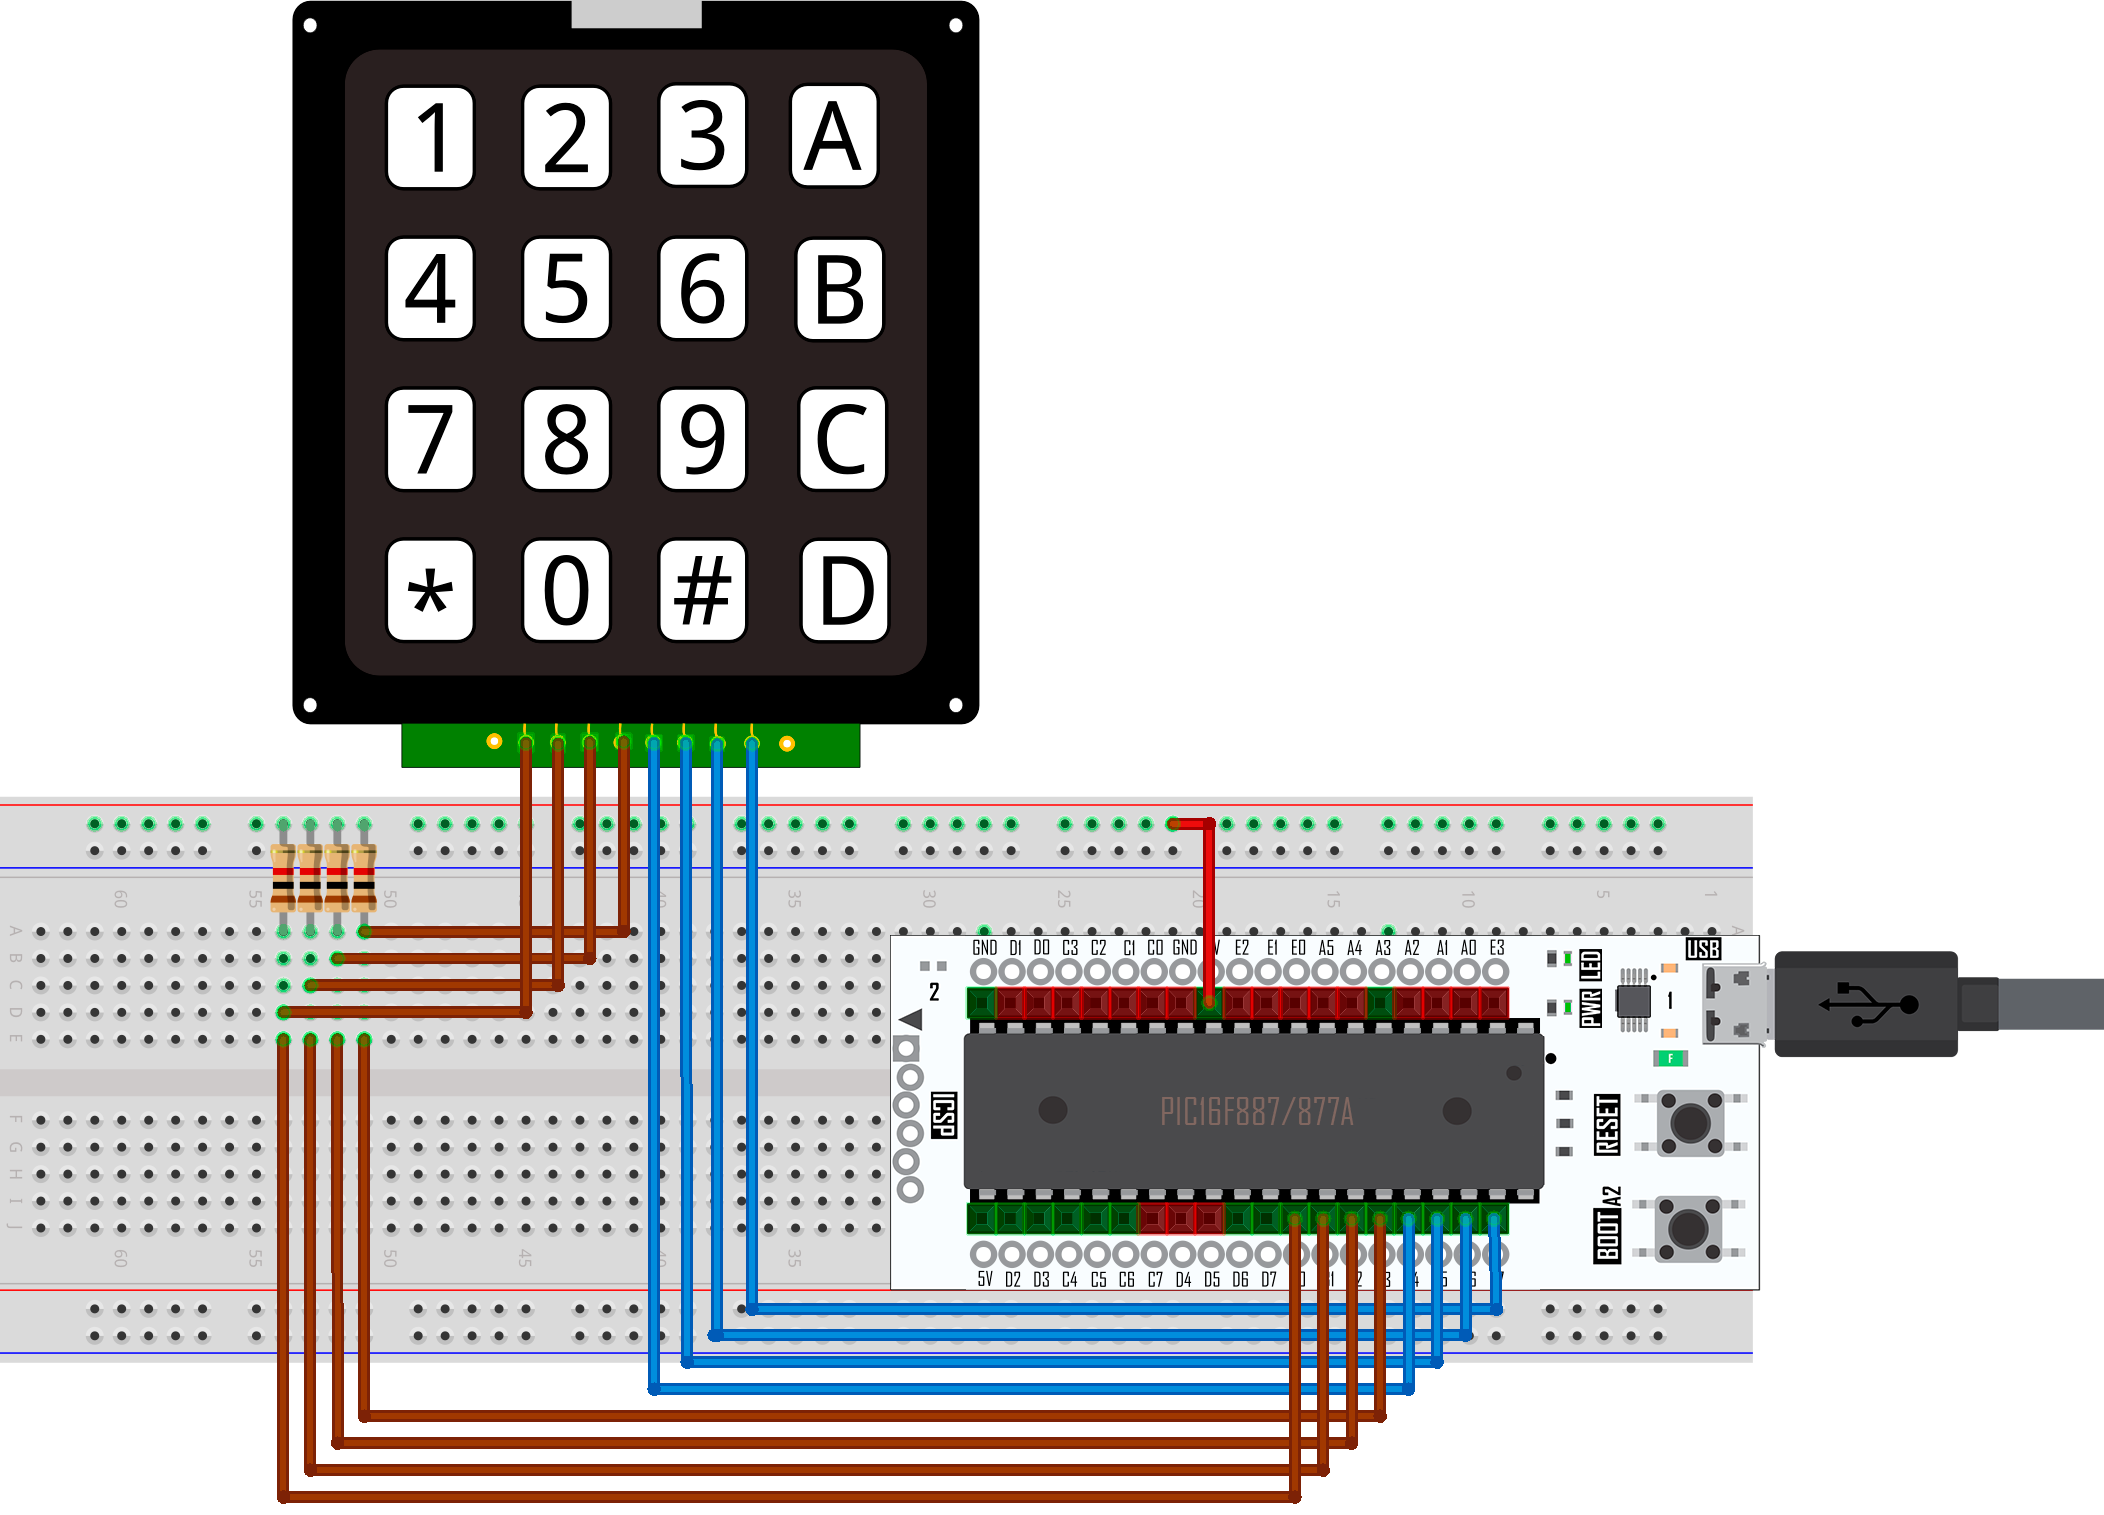 1 2 3 A
4 5 6 B
7 8 9 C
* 0 # D
60 55 50 35 30 25 20 15 10 5 1
A
B
C
D
E
F
G
H
I
J
A
GND D1 D0 C3 C2 C1 C0 GND V E2 E1 E0 A5 A4 A3 A2 A1 A0 E3
2
ICSP
PIC16F887/877A
PWR LED
1
USB
F
RESET
BOOT A2
5V D2 D3 C4 C5 C6 C7 D4 D5 D6 D7
60 55 50 45 35